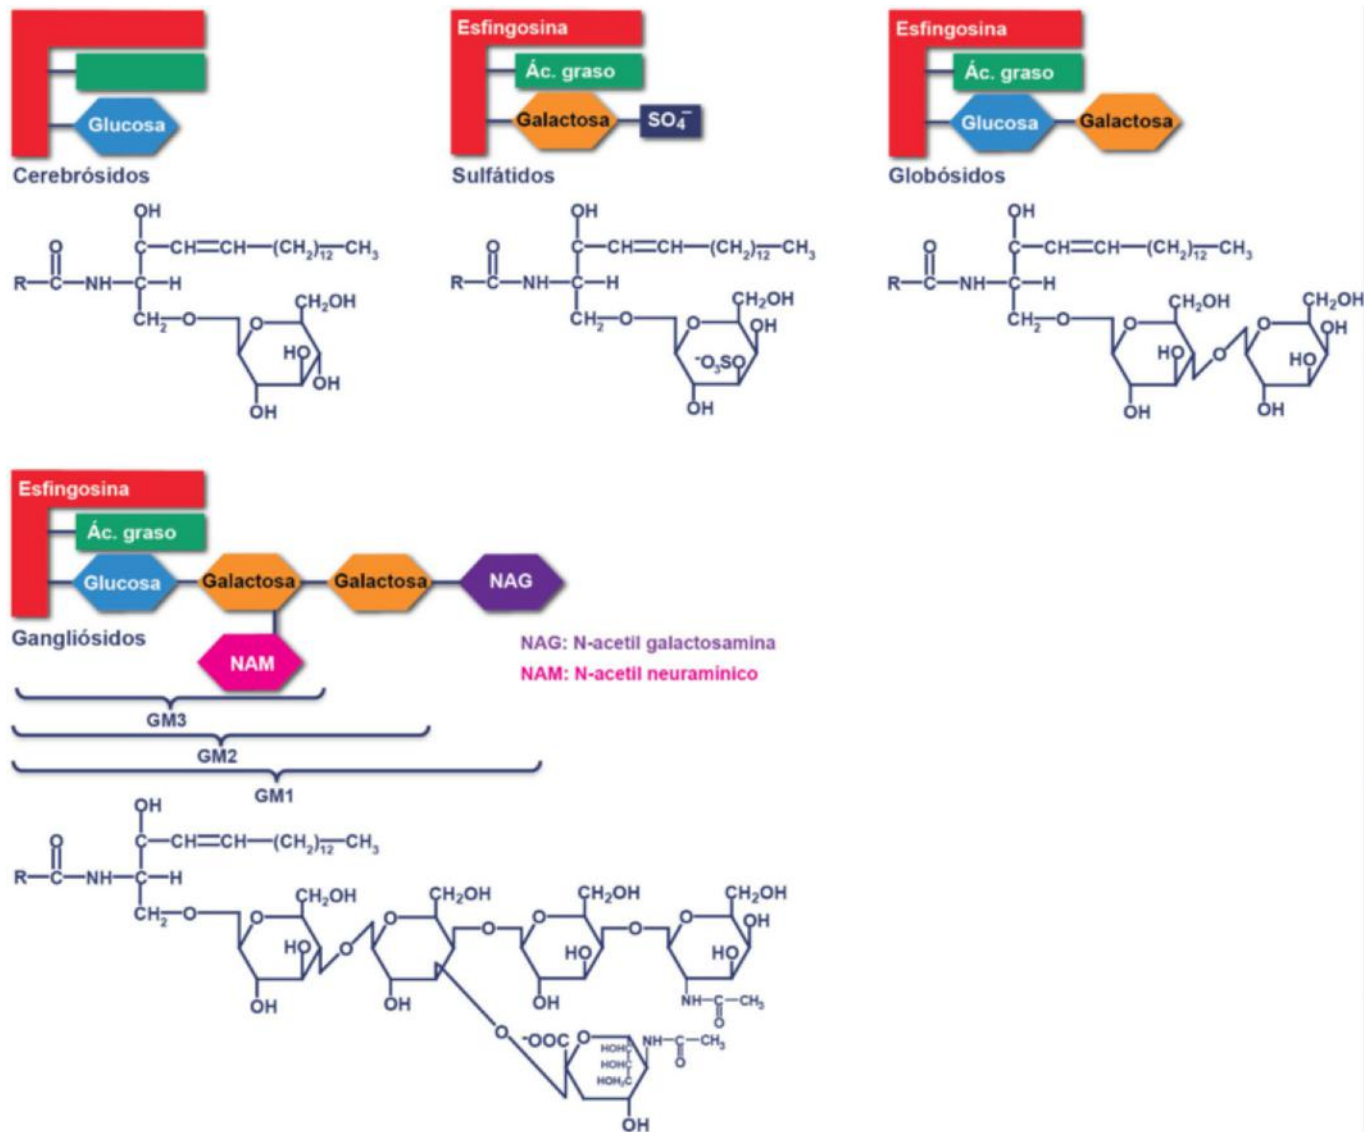 Glucosa
Cerebrósidos
Esfingosina
Ác. graso
Galactosa
SO₄⁻
Sulfátidos
Esfingosina
Ác. graso
Glucosa
Galactosa
Globósidos
OH
O
C—CH=CH—(CH₂)₁₂—CH₃
R—C—NH—C—H
CH₂—O
O
CH₂OH
HO
OH
OH
OH
O
C—CH=CH—(CH₂)₁₂—CH₃
R—C—NH—C—H
CH₂—O
O
CH₂OH
OH
⁻O₃SO
OH
OH
O
C—CH=CH—(CH₂)₁₂—CH₃
R—C—NH—C—H
CH₂—O
O
CH₂OH
HO
OH
O
O
CH₂OH
OH
HO
OH
Esfingosina
Ác. graso
Glucosa
Galactosa
Galactosa
NAG
Gangliósidos
NAM
NAG: N-acetil galactosamina
NAM: N-acetil neuramínico
GM3
GM2
GM1
OH
O
C—CH=CH—(CH₂)₁₂—CH₃
R—C—NH—C—H
CH₂—O
O
CH₂OH
HO
OH
O
O
CH₂OH
OH
O
O
CH₂OH
HO
OH
O
O
CH₂OH
OH
HO
NH—C—CH₃
O
O
⁻OOC
O
HOHC
HOHC
HOH₂C
NH—C—CH₃
O
OH